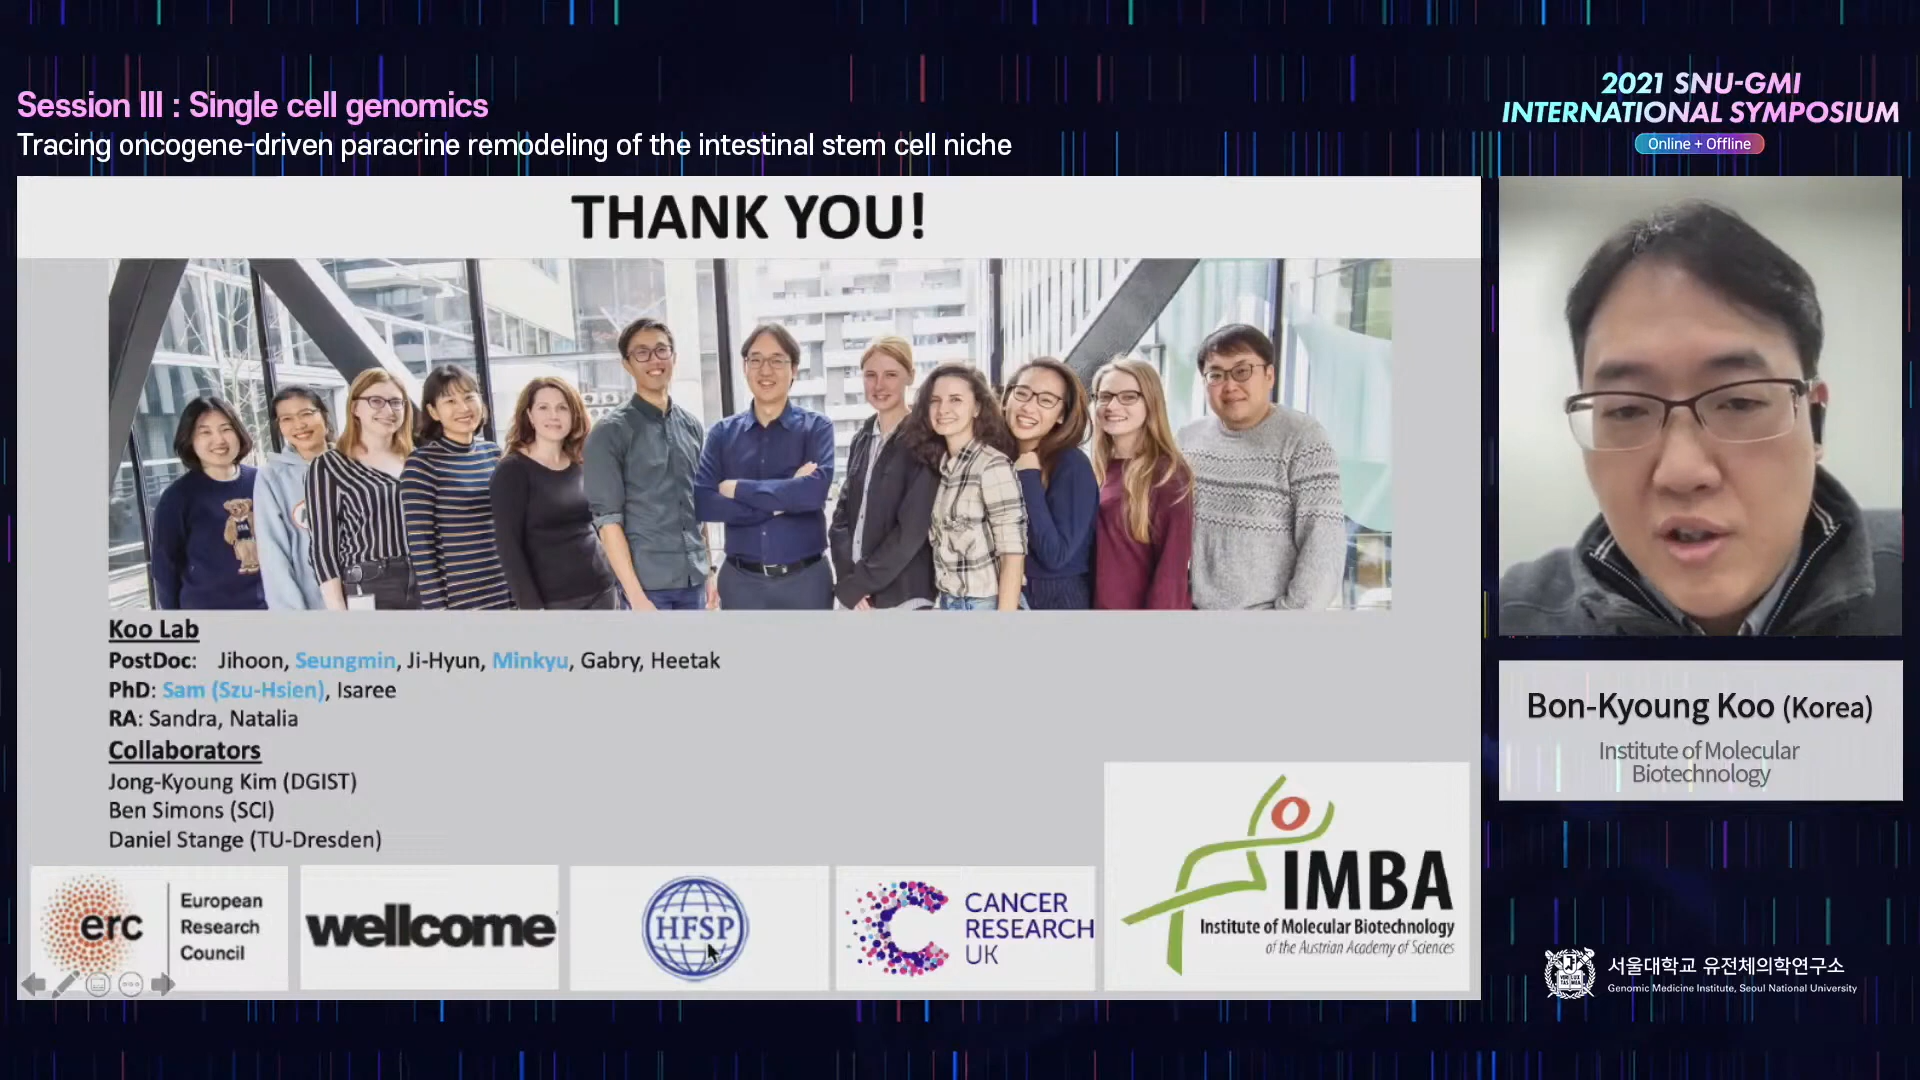 Session III : Single cell genomics
Tracing oncogene-driven paracrine remodeling of the intestinal stem cell niche
2021 SNU-GMI
INTERNATIONAL SYMPOSIUM
Online + Offline
THANK YOU!
Koo Lab
PostDoc: Jihoon, Seungmin, Ji-Hyun, Minkyu, Gabry, Heetak
PhD: Sam (Szu-Hsien), Isaree
RA: Sandra, Natalia
Collaborators
Jong-Kyoung Kim (DGIST)
Ben Simons (SCI)
Daniel Stange (TU-Dresden)
erc
European
Research
Council
wellcome
HFSP
CANCER
RESEARCH
UK
IMBA
Institute of Molecular Biotechnology
of the Austrian Academy of Sciences
Bon-Kyoung Koo (Korea)
Institute of Molecular
Biotechnology
서울대학교 유전체의학연구소
Genomic Medicine Institute, Seoul National University